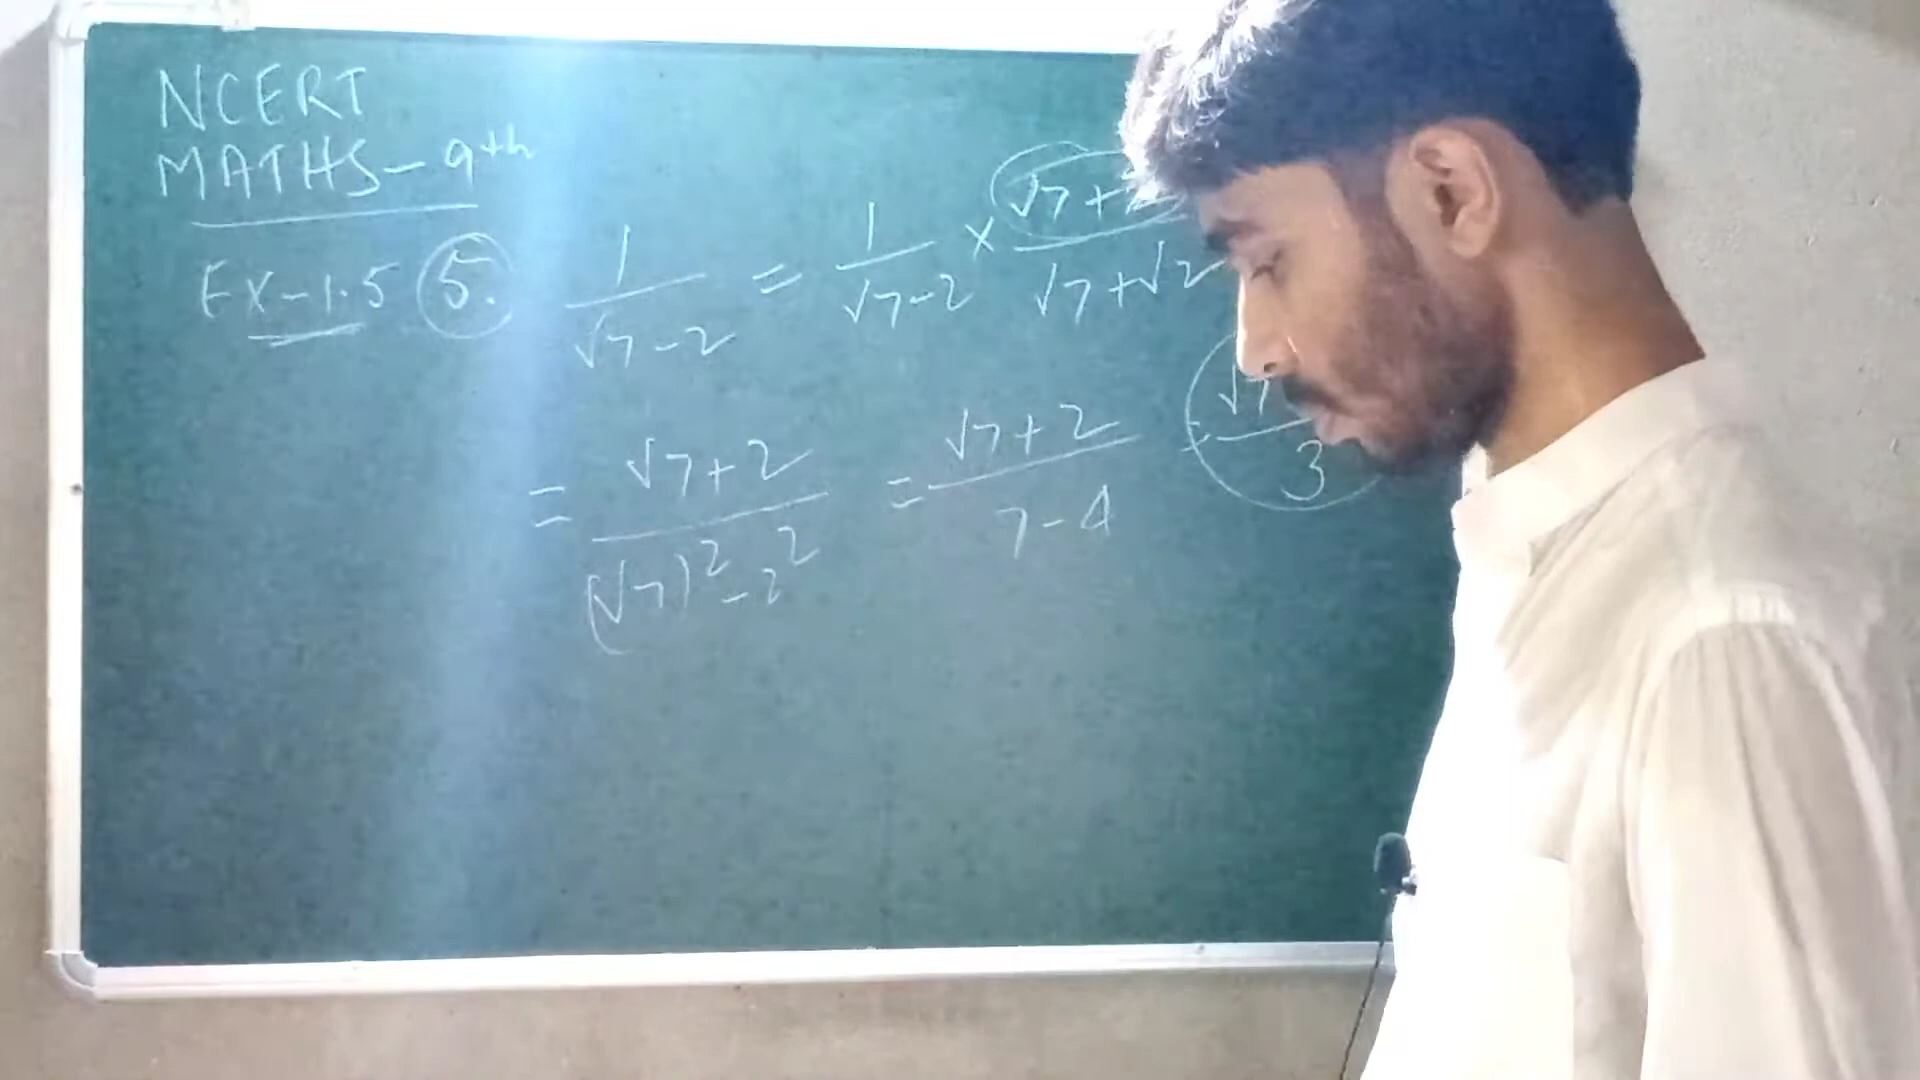 NCERT
MATHS-9th
EX-1.5 5. 1/√7-2 = 1/√7-2 × √7+2/√7+√2
= √7+2/(√7)²-2² = √7+2/7-4 = √7/3